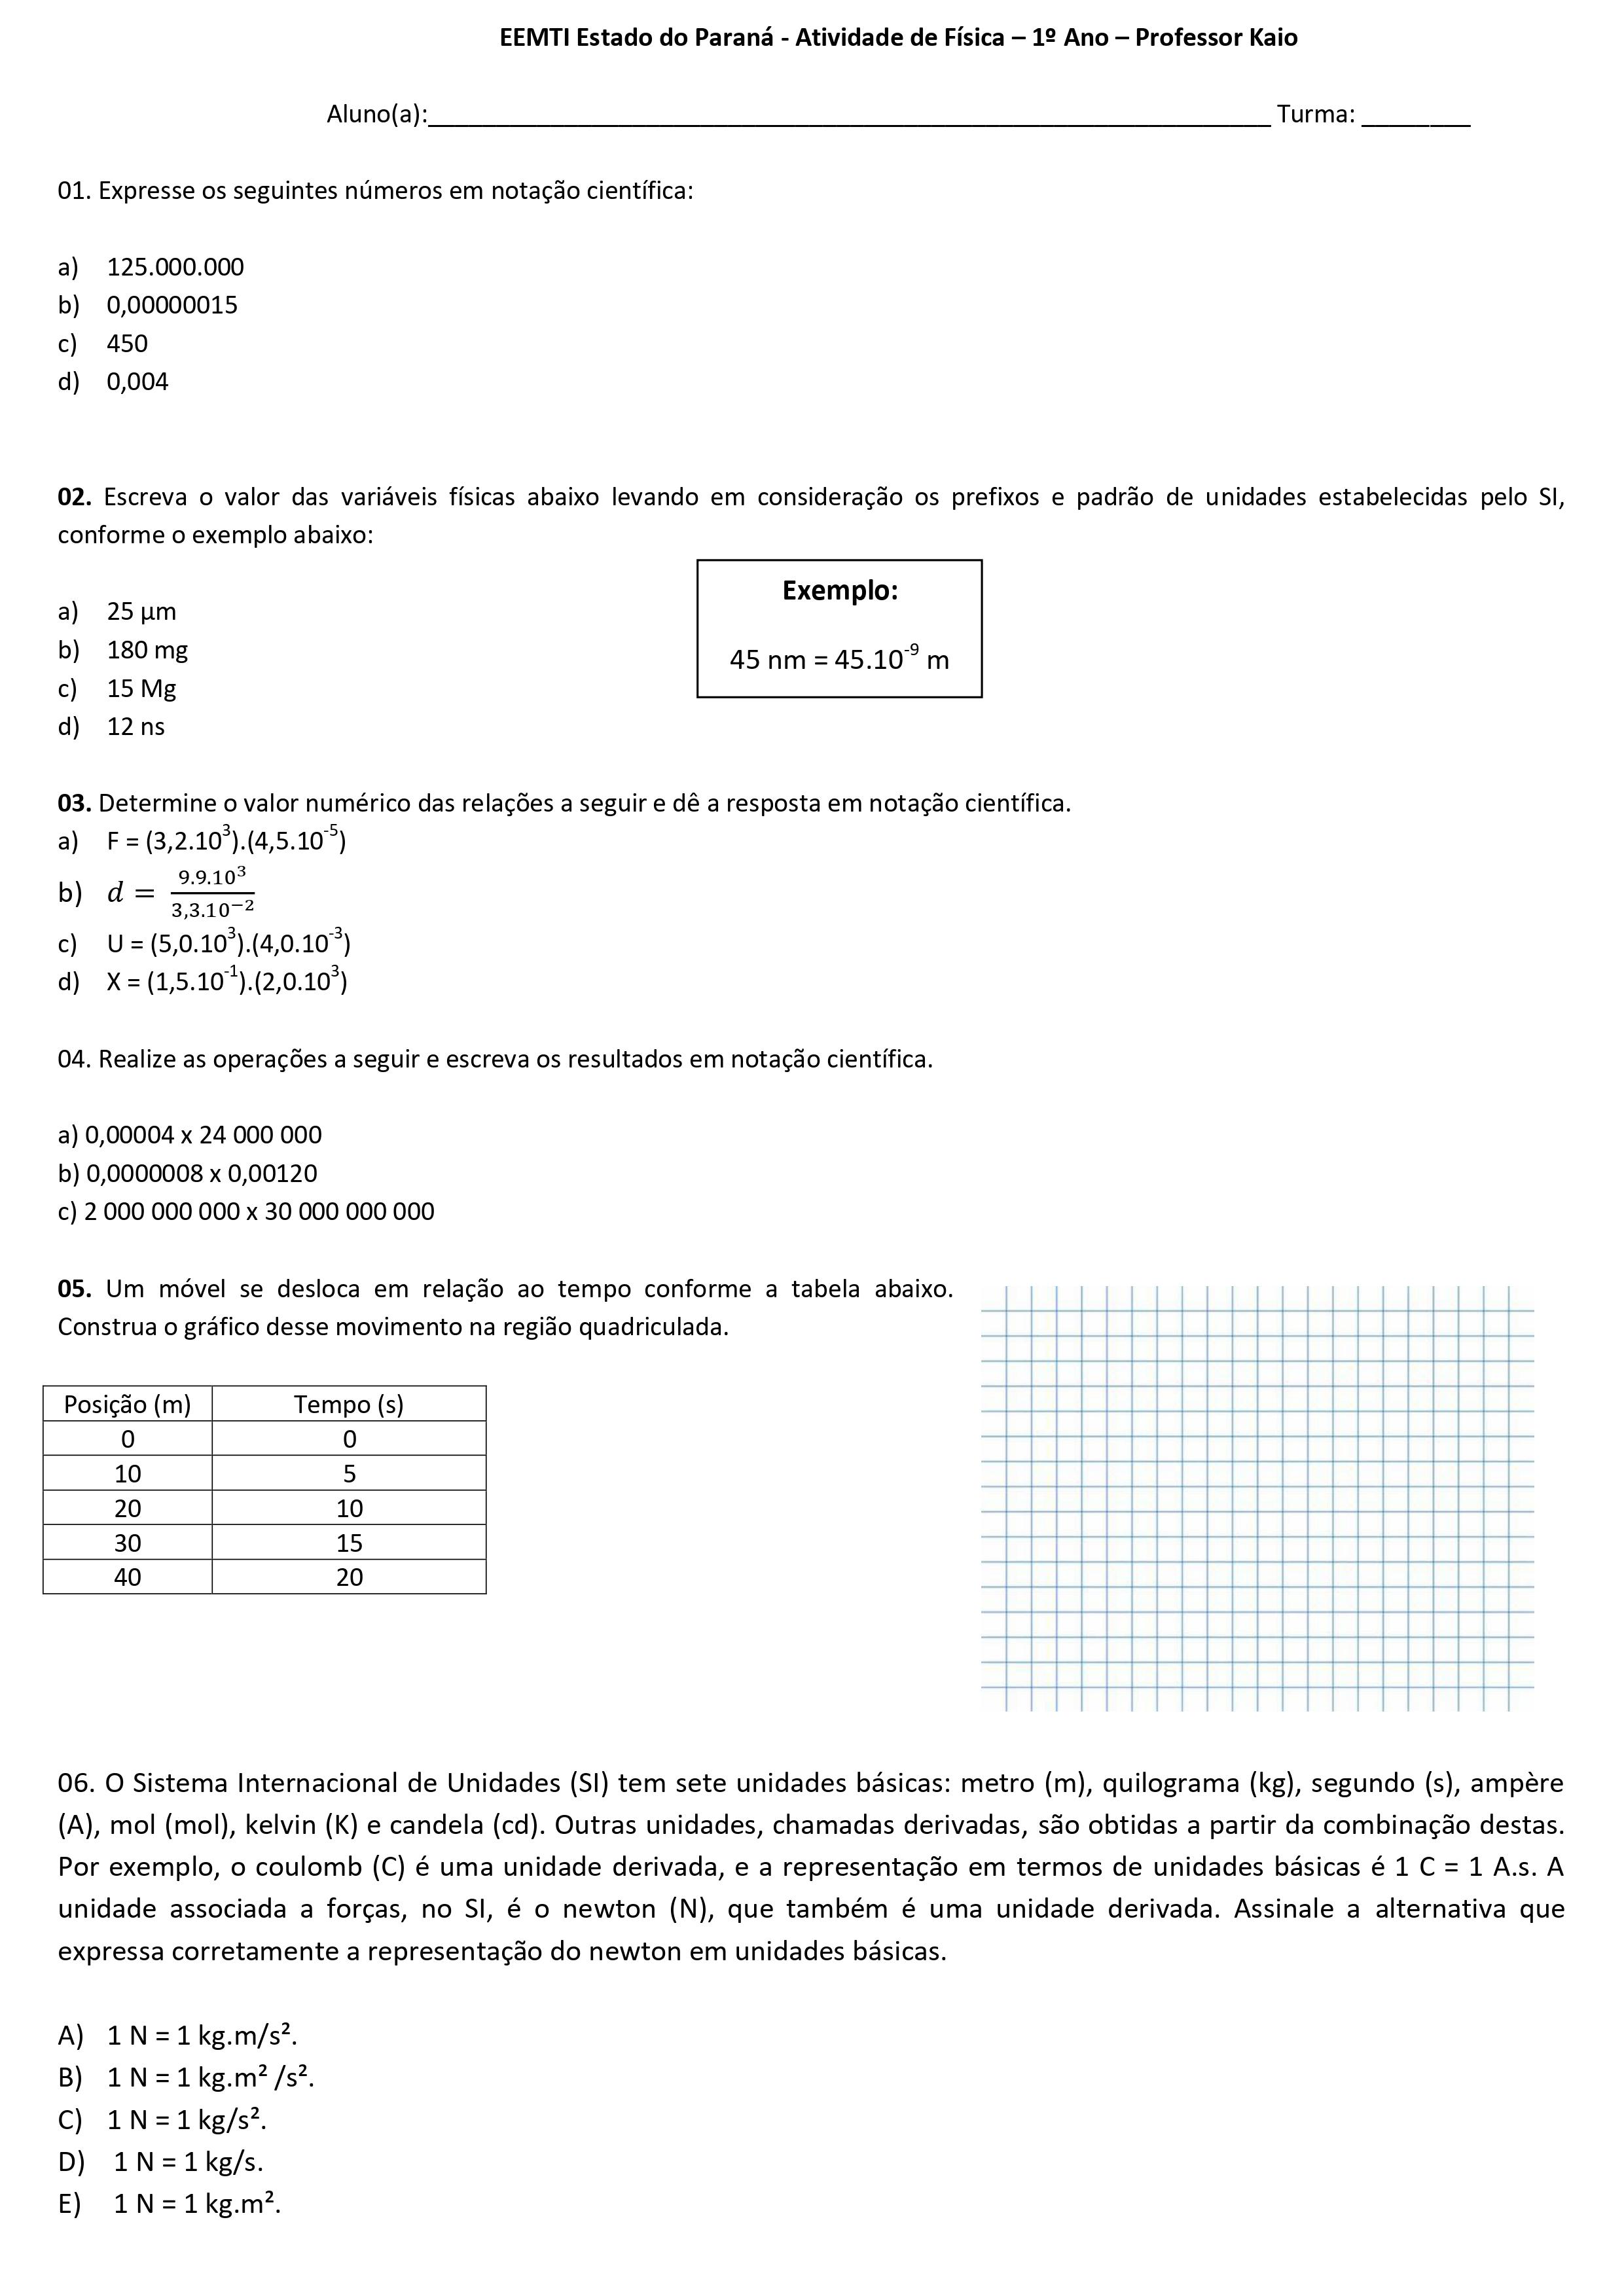 EEMTI Estado do Paraná - Atividade de Física – 1º Ano – Professor Kaio
Aluno(a):______________________________________________________________ Turma: ________
01. Expresse os seguintes números em notação científica:
a) 125.000.000
b) 0,00000015
c) 450
d) 0,004
02. Escreva o valor das variáveis físicas abaixo levando em consideração os prefixos e padrão de unidades estabelecidas pelo SI,
conforme o exemplo abaixo:
Exemplo:
45 nm = 45.10⁻⁹ m
a) 25 µm
b) 180 mg
c) 15 Mg
d) 12 ns
03. Determine o valor numérico das relações a seguir e dê a resposta em notação científica.
a) F = (3,2.10³).(4,5.10⁻⁵)
b) d = 9.9.10³ / 3,3.10⁻²
c) U = (5,0.10³).(4,0.10⁻³)
d) X = (1,5.10⁻¹).(2,0.10³)
04. Realize as operações a seguir e escreva os resultados em notação científica.
a) 0,00004 x 24 000 000
b) 0,0000008 x 0,00120
c) 2 000 000 000 x 30 000 000 000
05. Um móvel se desloca em relação ao tempo conforme a tabela abaixo.
Construa o gráfico desse movimento na região quadriculada.
Posição (m) Tempo (s)
0 0
10 5
20 10
30 15
40 20
06. O Sistema Internacional de Unidades (SI) tem sete unidades básicas: metro (m), quilograma (kg), segundo (s), ampère
(A), mol (mol), kelvin (K) e candela (cd). Outras unidades, chamadas derivadas, são obtidas a partir da combinação destas.
Por exemplo, o coulomb (C) é uma unidade derivada, e a representação em termos de unidades básicas é 1 C = 1 A.s. A
unidade associada a forças, no SI, é o newton (N), que também é uma unidade derivada. Assinale a alternativa que
expressa corretamente a representação do newton em unidades básicas.
A) 1 N = 1 kg.m/s².
B) 1 N = 1 kg.m² /s².
C) 1 N = 1 kg/s².
D) 1 N = 1 kg/s.
E) 1 N = 1 kg.m².